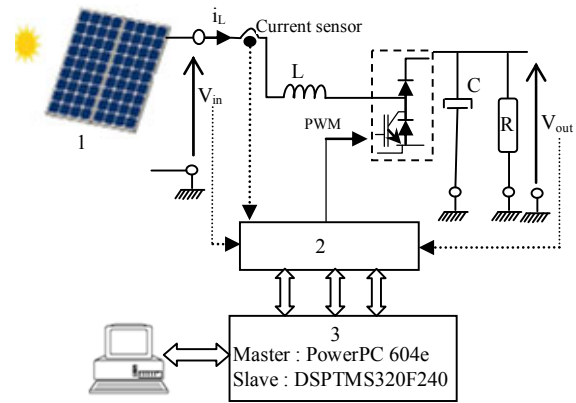 i_L
Current sensor
L
C
V_in
PWM
R
V_out
1
2
3
Master : PowerPC 604e
Slave : DSPTMS320F240